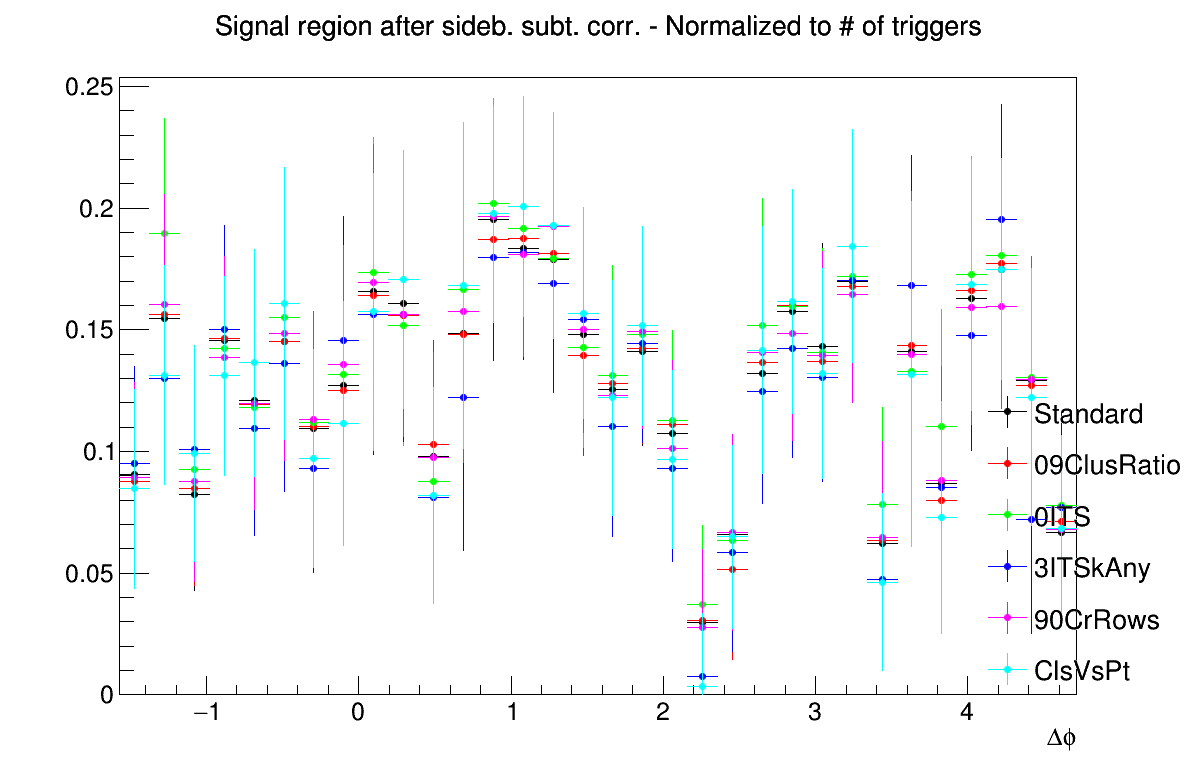 Signal region after sideb. subt. corr. - Normalized to # of triggers
0.25
0.2
0.15
0.1
0.05
0
−1
0
1
2
3
4
Δϕ
Standard
09ClusRatio
0ITS
3ITSkAny
90CrRows
ClsVsPt